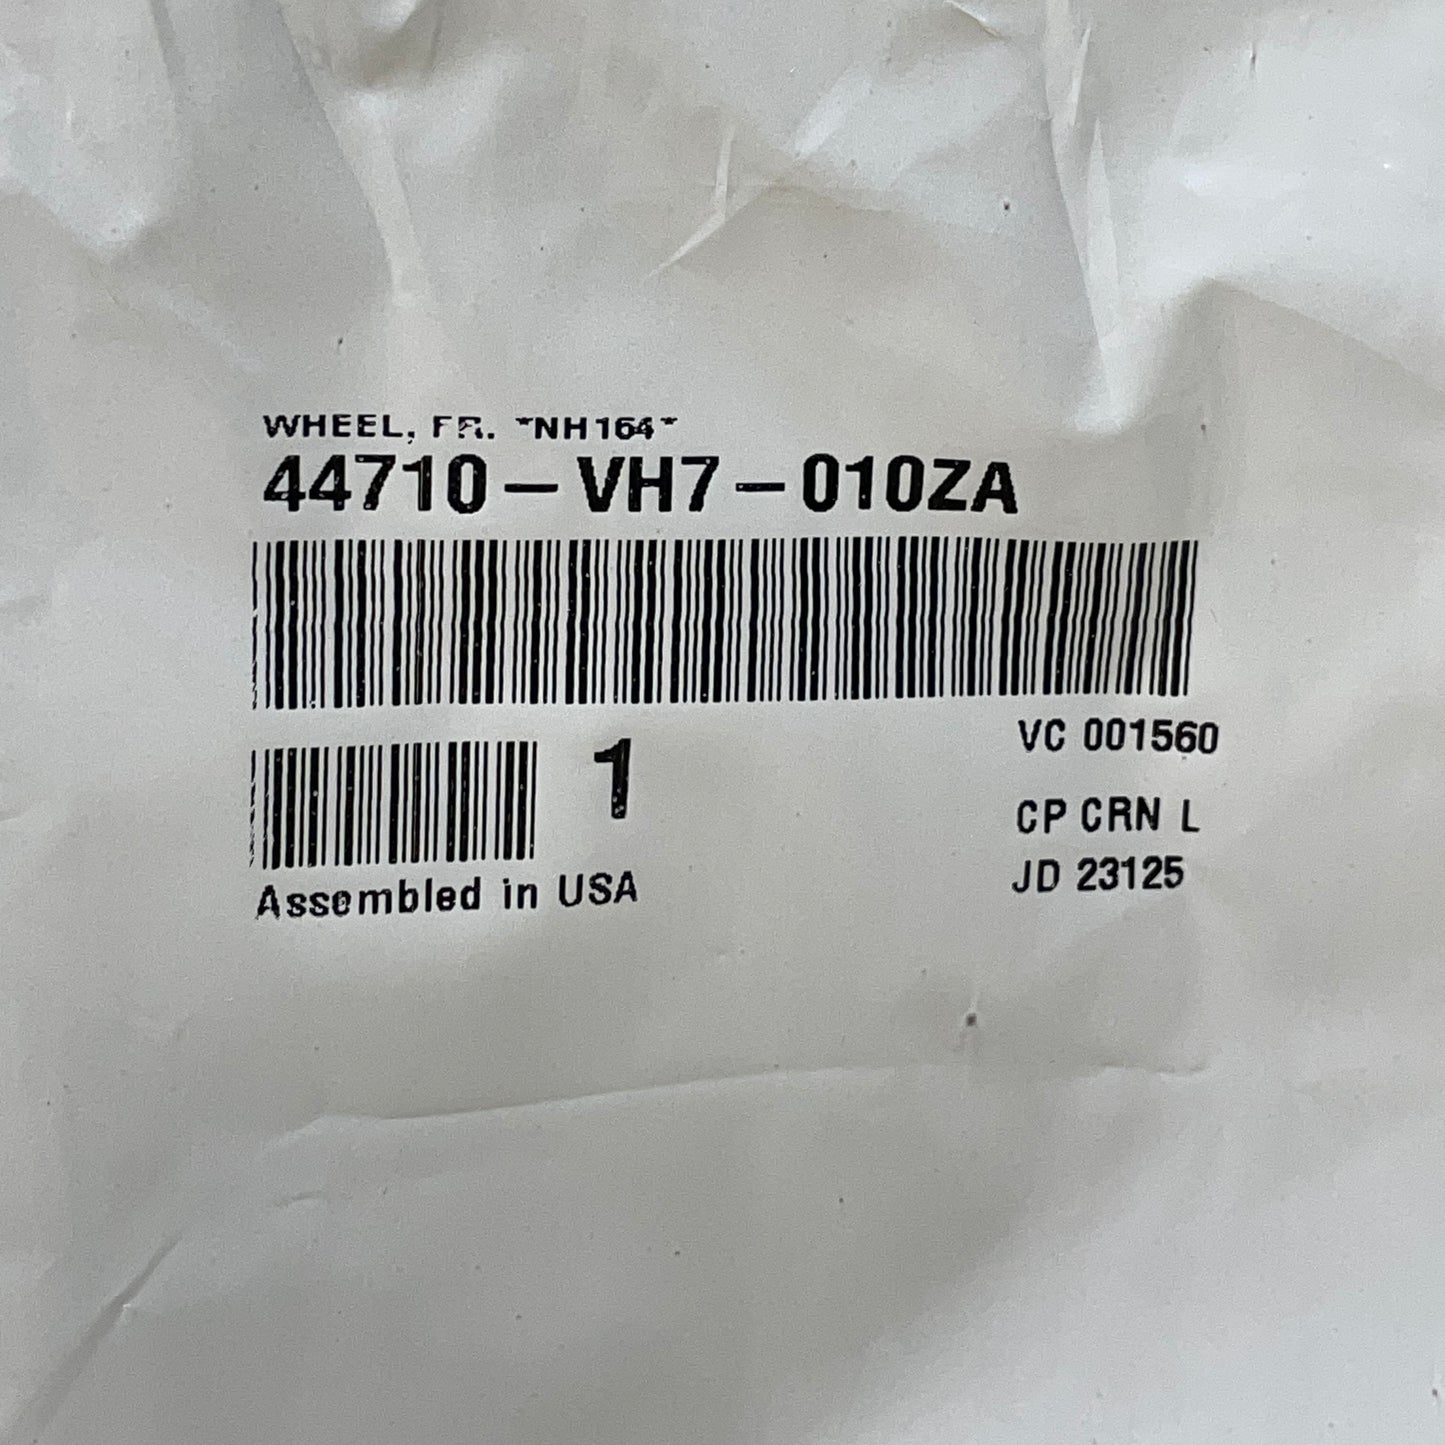 WHEEL, FR. *NH164*
44710-VH7-010ZA
1
VC 001560
CP CRN L
JD 23125
Assembled in USA